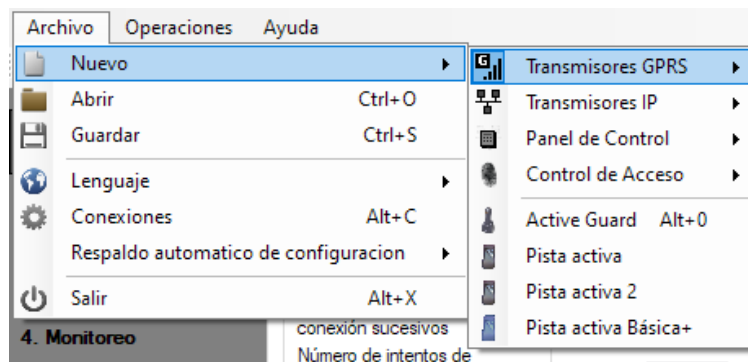 Archivo Operaciones Ayuda
Nuevo
Abrir Ctrl+O
Guardar Ctrl+S
Lenguaje
Conexiones Alt+C
Respaldo automatico de configuracion
Salir Alt+X
G Transmisores GPRS
Transmisores IP
Panel de Control
Control de Acceso
Active Guard Alt+0
Pista activa
Pista activa 2
Pista activa Básica+
4. Monitoreo
conexión sucesivos
Número de intentos de